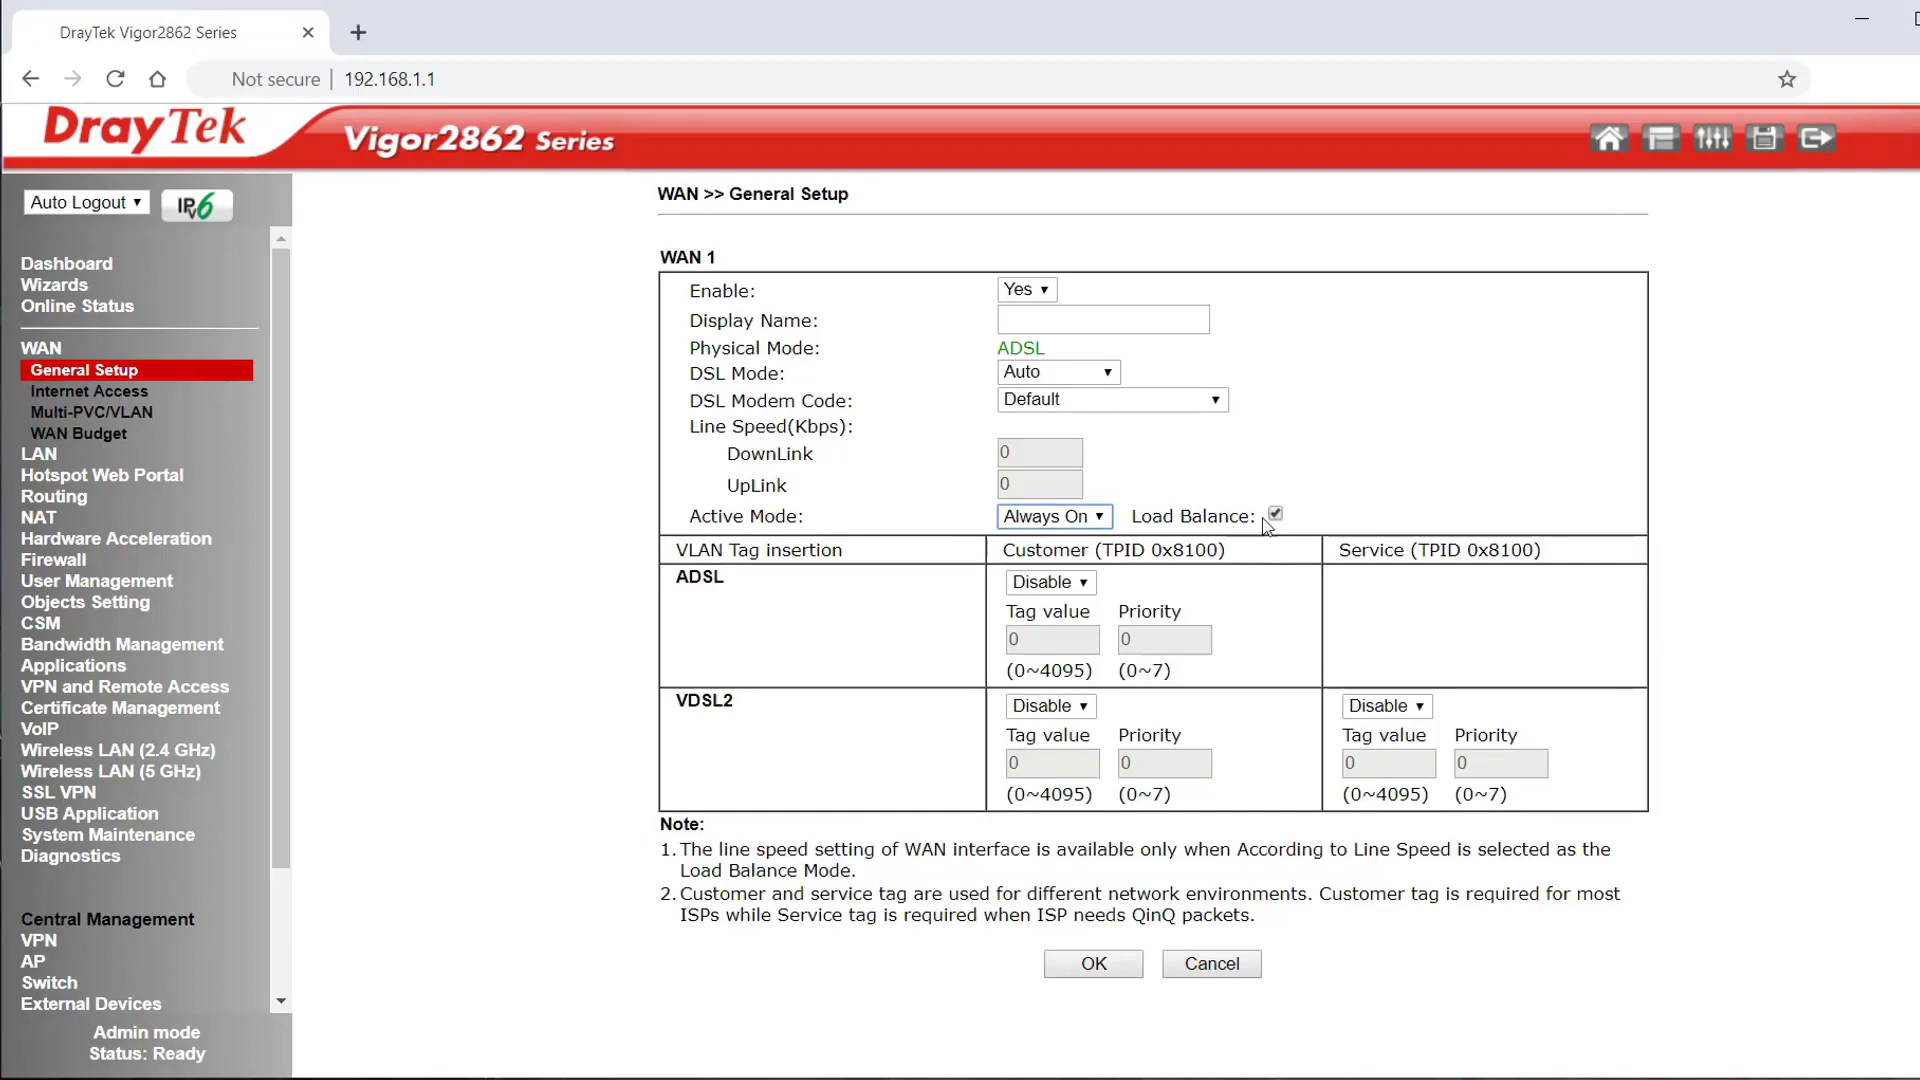 DrayTek Vigor2862 Series
Not secure | 192.168.1.1
DrayTek Vigor2862 Series
Auto Logout
IPv6
Dashboard
Wizards
Online Status
WAN
General Setup
Internet Access
Multi-PVC/VLAN
WAN Budget
LAN
Hotspot Web Portal
Routing
NAT
Hardware Acceleration
Firewall
User Management
Objects Setting
CSM
Bandwidth Management
Applications
VPN and Remote Access
Certificate Management
VoIP
Wireless LAN (2.4 GHz)
Wireless LAN (5 GHz)
SSL VPN
USB Application
System Maintenance
Diagnostics
Central Management
VPN
AP
Switch
External Devices
Admin mode
Status: Ready
WAN >> General Setup
WAN 1
Enable: Yes
Display Name:
Physical Mode: ADSL
DSL Mode: Auto
DSL Modem Code: Default
Line Speed(Kbps):
DownLink 0
UpLink 0
Active Mode: Always On Load Balance:
VLAN Tag insertion Customer (TPID 0x8100) Service (TPID 0x8100)
ADSL
Disable
Tag value Priority
0 0
(0~4095) (0~7)
VDSL2
Disable Disable
Tag value Priority Tag value Priority
0 0 0 0
(0~4095) (0~7) (0~4095) (0~7)
Note:
1. The line speed setting of WAN interface is available only when According to Line Speed is selected as the
Load Balance Mode.
2. Customer and service tag are used for different network environments. Customer tag is required for most
ISPs while Service tag is required when ISP needs QinQ packets.
OK Cancel